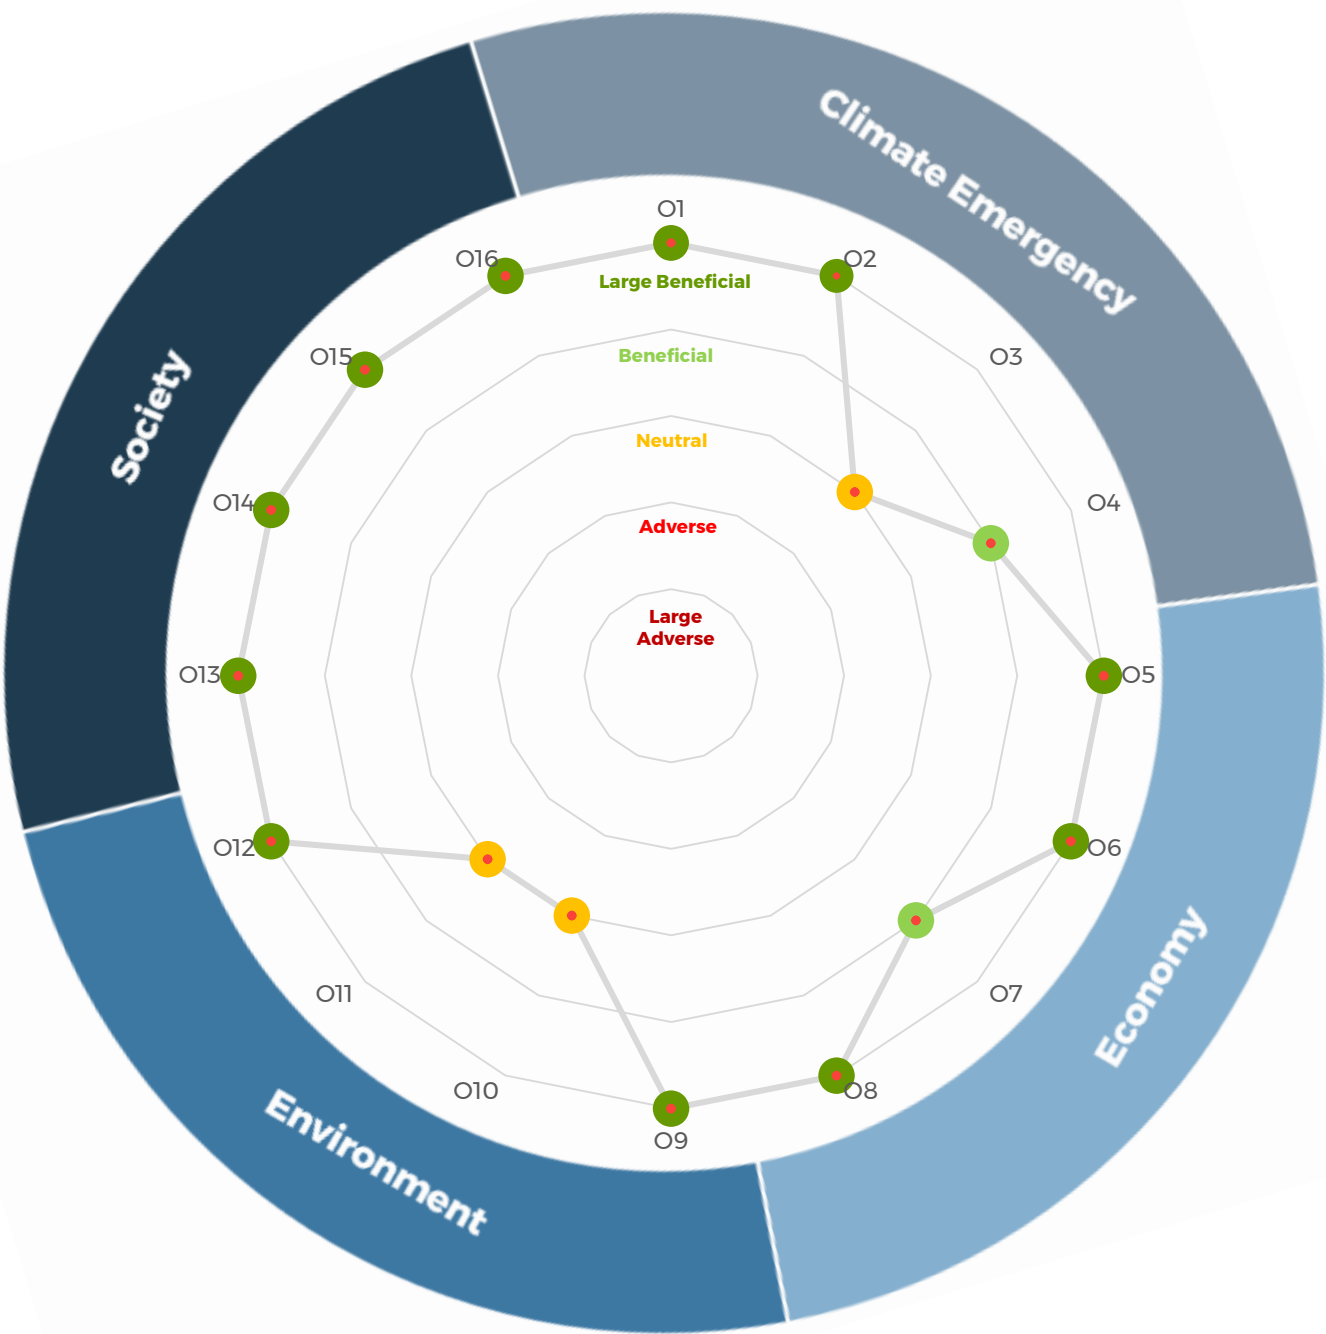 Climate Emergency
O1
O16
O2
Large Beneficial
O15
Beneficial
O3
Society
Neutral
O14
O4
Adverse
Large
Adverse
O13
O5
O12
O6
O11
O7
Economy
O10
O8
O9
Environment